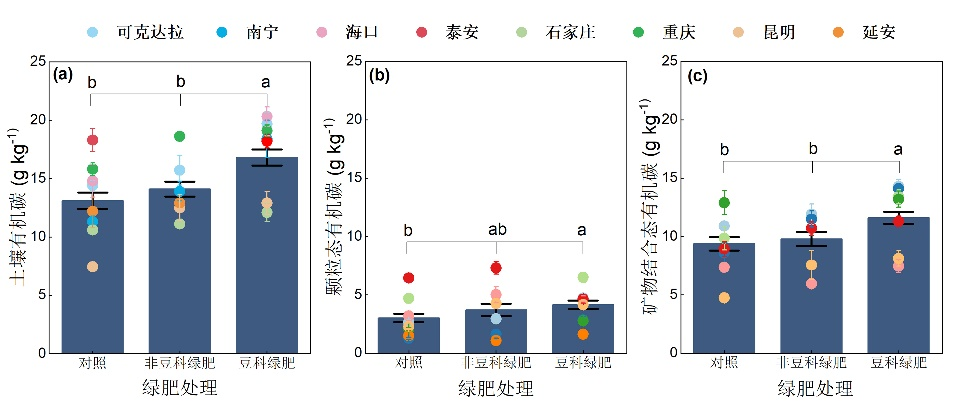 可克达拉 南宁 海口 泰安 石家庄 重庆 昆明 延安
(a)
土壤有机碳 (g kg-1)
25
20
15
10
5
0
b b a
对照 非豆科绿肥 豆科绿肥
绿肥处理
(b)
颗粒态有机碳 (g kg-1)
25
20
15
10
5
0
b ab a
对照 非豆科绿肥 豆科绿肥
绿肥处理
(c)
矿物结合态有机碳 (g kg-1)
25
20
15
10
5
0
b b a
对照 非豆科绿肥 豆科绿肥
绿肥处理